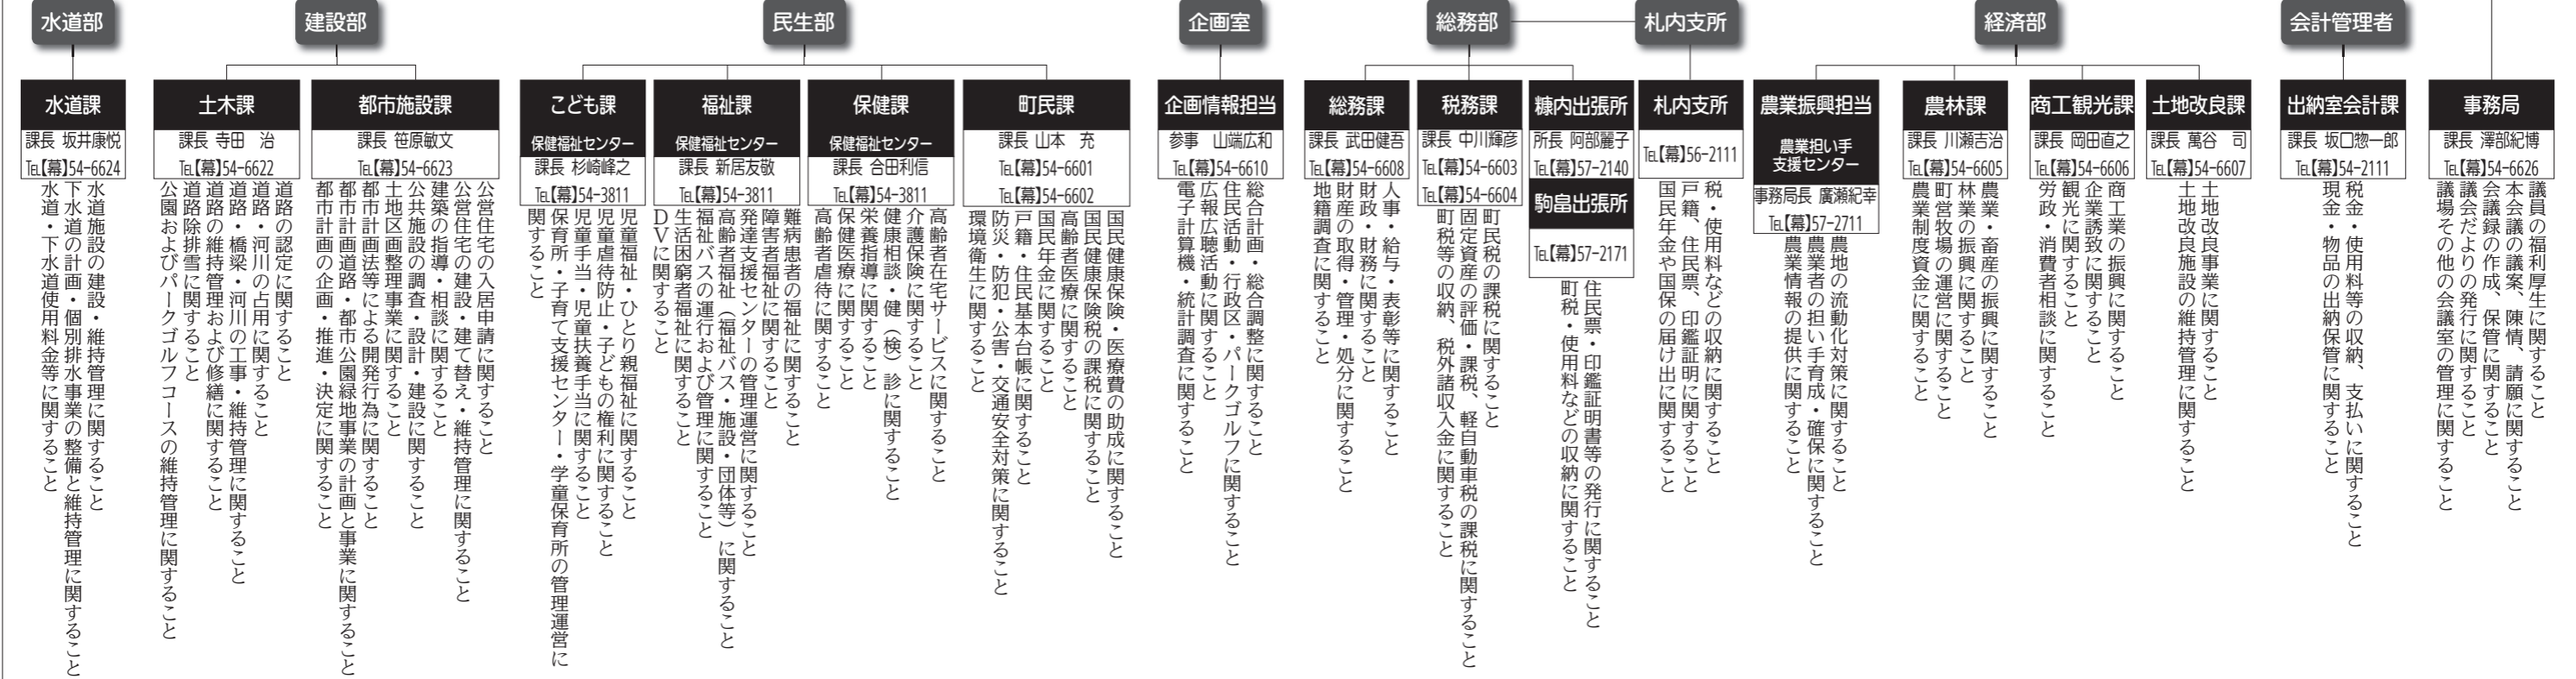 水道部
建設部
民生部
企画室
総務部
札内支所
経済部
会計管理者
水道課
課長 坂井康悦
℡【幕】54−6624
水道施設の建設・維持管理に関すること
下水道の計画・個別排水事業の整備と維持管理に関すること
水道・下水道使用料金等に関すること
土木課
課長 寺田　治
℡【幕】54−6622
道路の認定に関すること
道路・河川の占用に関すること
道路・橋梁・河川の工事・維持管理に関すること
道路の維持管理および修繕に関すること
道路除排雪に関すること
公園およびパークゴルフコースの維持管理に関すること
都市施設課
課長 笹原敏文
℡【幕】54−6623
公営住宅の入居申請に関すること
公営住宅の建設・建て替え・維持管理に関すること
建築の指導・相談に関すること
公共施設の調査・設計・建設に関すること
土地区画整理事業に関すること
都市計画法等による開発行為に関すること
都市計画道路・都市公園緑地事業の計画と事業に関すること
都市計画の企画・推進・決定に関すること
こども課
保健福祉センター
課長 杉崎峰之
℡【幕】54−3811
児童福祉・ひとり親福祉に関すること
児童虐待防止・子どもの権利に関すること
児童手当・児童扶養手当に関すること
保育所・子育て支援センター・学童保育所の管理運営に
関すること
福祉課
保健福祉センター
課長 新居友敬
℡【幕】54−3811
難病患者の福祉に関すること
障害者福祉に関すること
発達支援センターの管理運営に関すること
高齢者福祉（福祉バス・施設・団体等）に関すること
福祉バスの運行および管理に関すること
生活困窮者福祉に関すること
ＤＶに関すること
保健課
保健福祉センター
課長 合田利信
℡【幕】54−3811
高齢者在宅サービスに関すること
介護保険に関すること
健康相談・健（検）診に関すること
栄養指導に関すること
保健医療に関すること
高齢者虐待に関すること
町民課
課長 山本　充
℡【幕】54−6601
℡【幕】54−6602
国民健康保険・医療費の助成に関すること
国民健康保険税の課税に関すること
高齢者医療に関すること
国民年金に関すること
戸籍・住民基本台帳に関すること
防災・防犯・公害・交通安全対策に関すること
環境衛生に関すること
企画情報担当
参事　山端広和
℡【幕】54−6610
総合計画・総合調整に関すること
住民活動・行政区・パークゴルフに関すること
広報広聴活動に関すること
電子計算機・統計調査に関すること
総務課
課長 武田健吾
℡【幕】54−6608
人事・給与・表彰等に関すること
財政・財務に関すること
財産の取得・管理・処分に関すること
地籍調査に関すること
税務課
課長 中川輝彦
℡【幕】54−6603
℡【幕】54−6604
町民税の課税に関すること
固定資産の評価・課税、軽自動車税の課税に関すること
町税等の収納、税外諸収入金に関すること
糠内出張所
所長 阿部麗子
℡【幕】57−2140
駒畠出張所
℡【幕】57−2171
住民票・印鑑証明書等の発行に関すること
町税・使用料などの収納に関すること
札内支所
℡【幕】56−2111
税・使用料などの収納に関すること
戸籍、住民票、印鑑証明に関すること
国民年金や国保の届け出に関すること
農業振興担当
農業担い手
支援センター
事務局長 廣瀬紀幸
℡【幕】57−2711
農地の流動化対策に関すること
農業者の担い手育成・確保に関すること
農業情報の提供に関すること
農林課
課長 川瀬吉治
℡【幕】54−6605
農業・畜産の振興に関すること
林業の振興に関すること
町営牧場の運営に関すること
農業制度資金に関すること
商工観光課
課長 岡田直之
℡【幕】54−6606
商工業の振興に関すること
企業誘致に関すること
観光に関すること
労政・消費者相談に関すること
土地改良課
課長 萬谷　司
℡【幕】54−6607
土地改良事業に関すること
土地改良施設の維持管理に関すること
出納室会計課
課長 坂口惣一郎
℡【幕】54−2111
税金・使用料等の収納、支払いに関すること
現金・物品の出納保管に関すること
事務局
課長 澤部紀博
℡【幕】54−6626
議員の福利厚生に関すること
本会議の議案、陳情、請願に関すること
会議録の作成、保管に関すること
議会だよりの発行に関すること
議場その他の会議室の管理に関すること